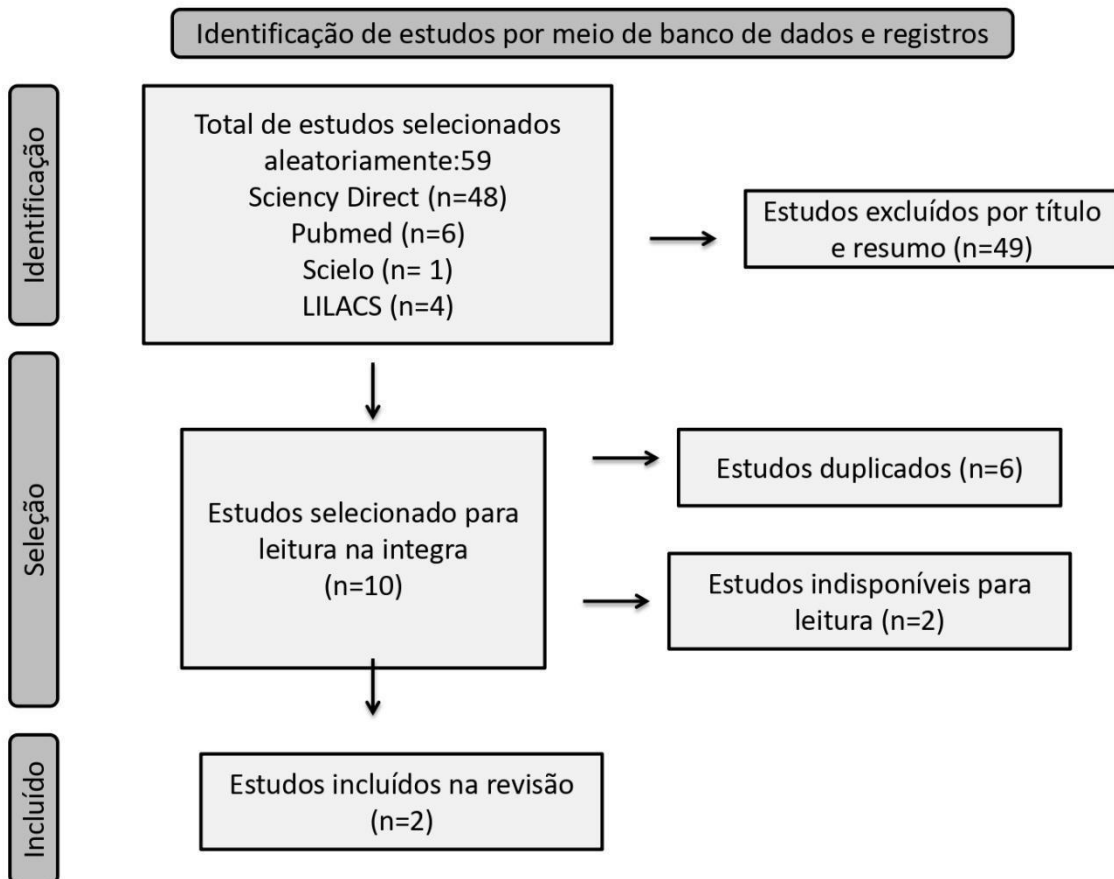 Identificação de estudos por meio de banco de dados e registros
Identificação
Total de estudos selecionados
aleatoriamente:59
Sciency Direct (n=48)
Pubmed (n=6)
Scielo (n= 1)
LILACS (n=4)
Estudos excluídos por título
e resumo (n=49)
Seleção
Estudos selecionado para
leitura na integra
(n=10)
Estudos duplicados (n=6)
Estudos indisponíveis para
leitura (n=2)
Incluído
Estudos incluídos na revisão
(n=2)